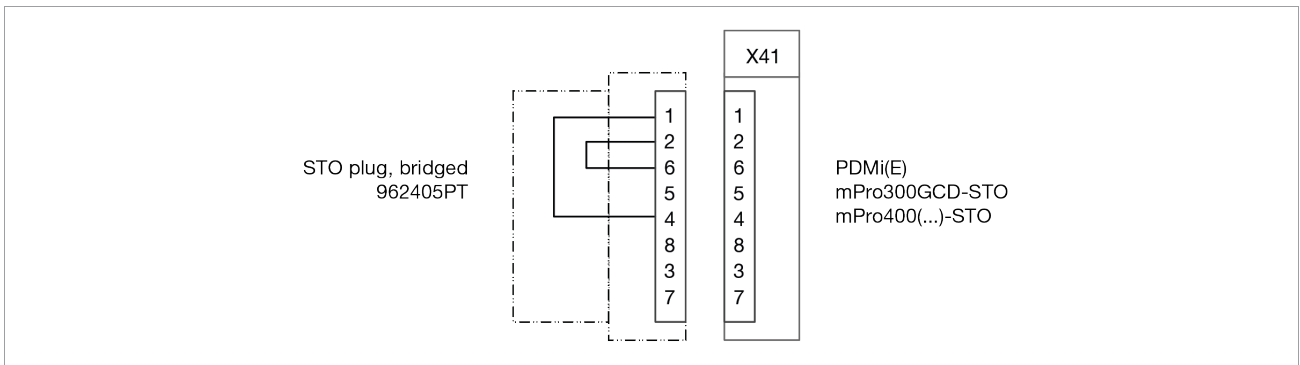 X41
1
2
6
5
4
8
3
7
1
2
6
5
4
8
3
7
STO plug, bridged
962405PT
PDMi(E)
mPro300GCD-STO
mPro400(...)-STO